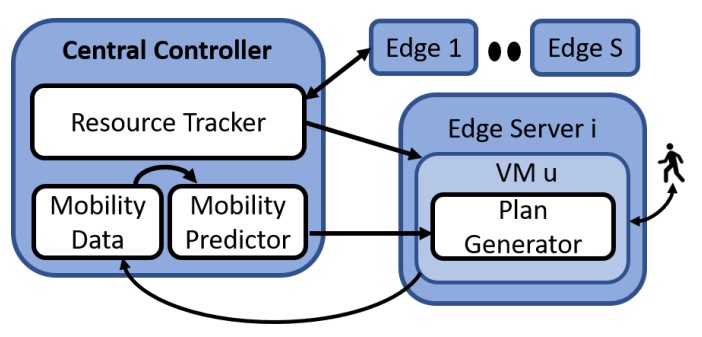 Central Controller
Edge 1
Edge S
Resource Tracker
Edge Server i
VM u
Mobility
Data
Mobility
Predictor
Plan
Generator